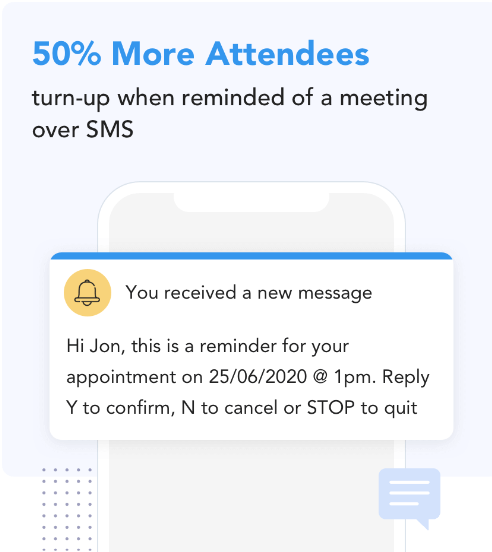 50% More Attendees
turn-up when reminded of a meeting
over SMS
You received a new message
Hi Jon, this is a reminder for your
appointment on 25/06/2020 @ 1pm. Reply
Y to confirm, N to cancel or STOP to quit